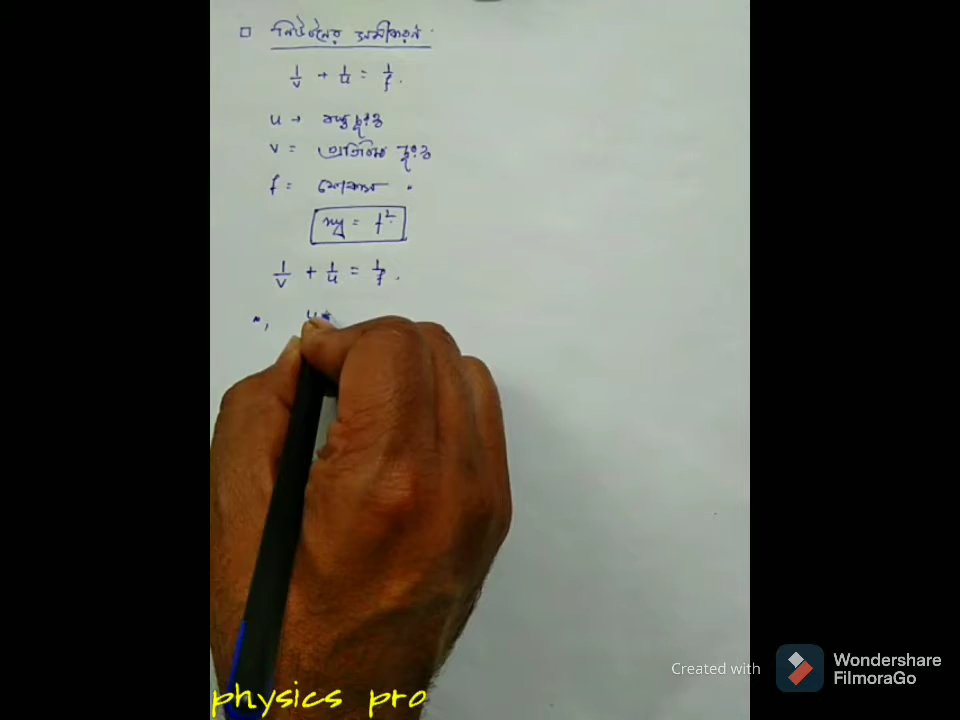 □ নিউটনের সমীকরণ
1/v + 1/u = 1/f.
u → বস্তু দূরত্ব
v = প্রতিবিম্ব দূরত্ব
f = ফোকাস
xy = f²
1/v + 1/u = 1/f.
physics pro
Created with
Wondershare
FilmoraGo